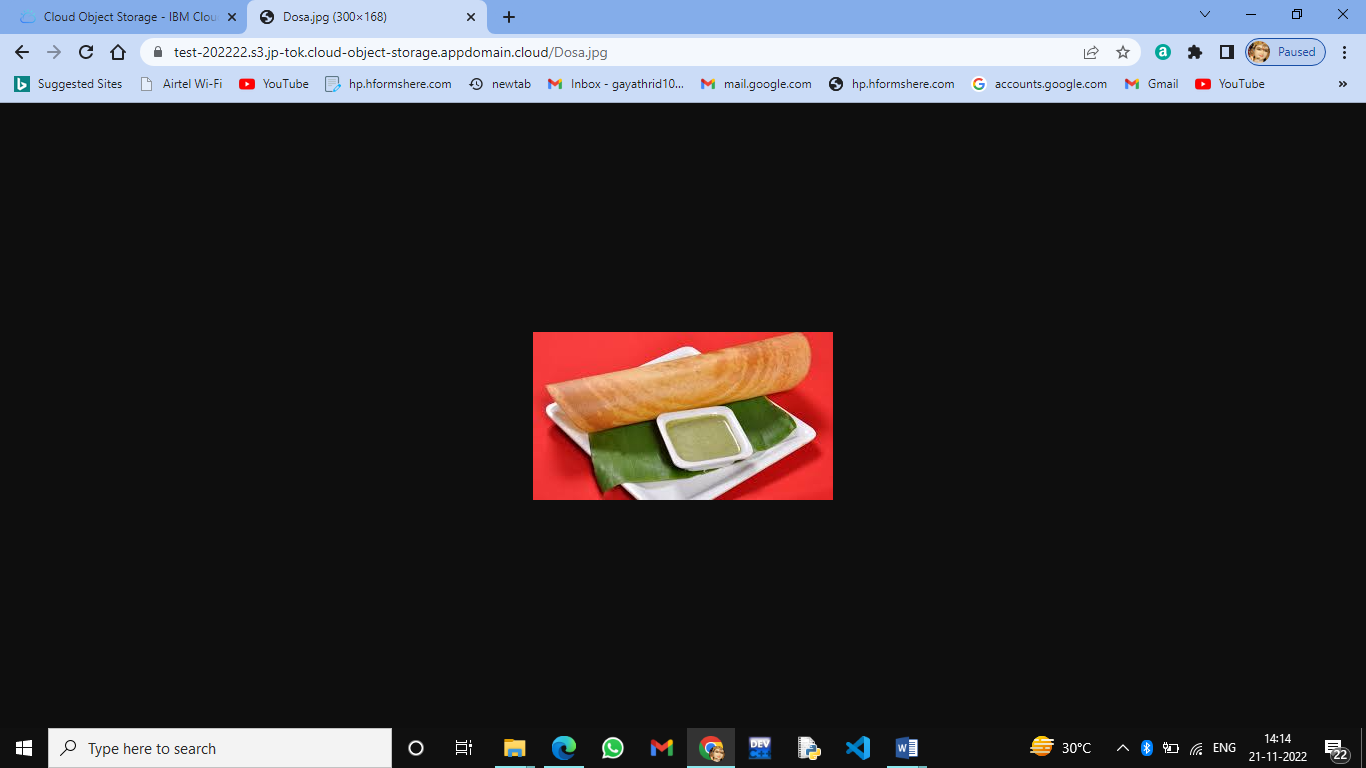 Cloud Object Storage - IBM Clou
Dosa.jpg (300×168)
test-202222.s3.jp-tok.cloud-object-storage.appdomain.cloud/Dosa.jpg
a
Paused
Suggested Sites
Airtel Wi-Fi
YouTube
hp.hformshere.com
newtab
Inbox - gayathrid10...
mail.google.com
hp.hformshere.com
accounts.google.com
Gmail
YouTube
»
Type here to search
DEV
30°C
ENG
14:14
21-11-2022
22